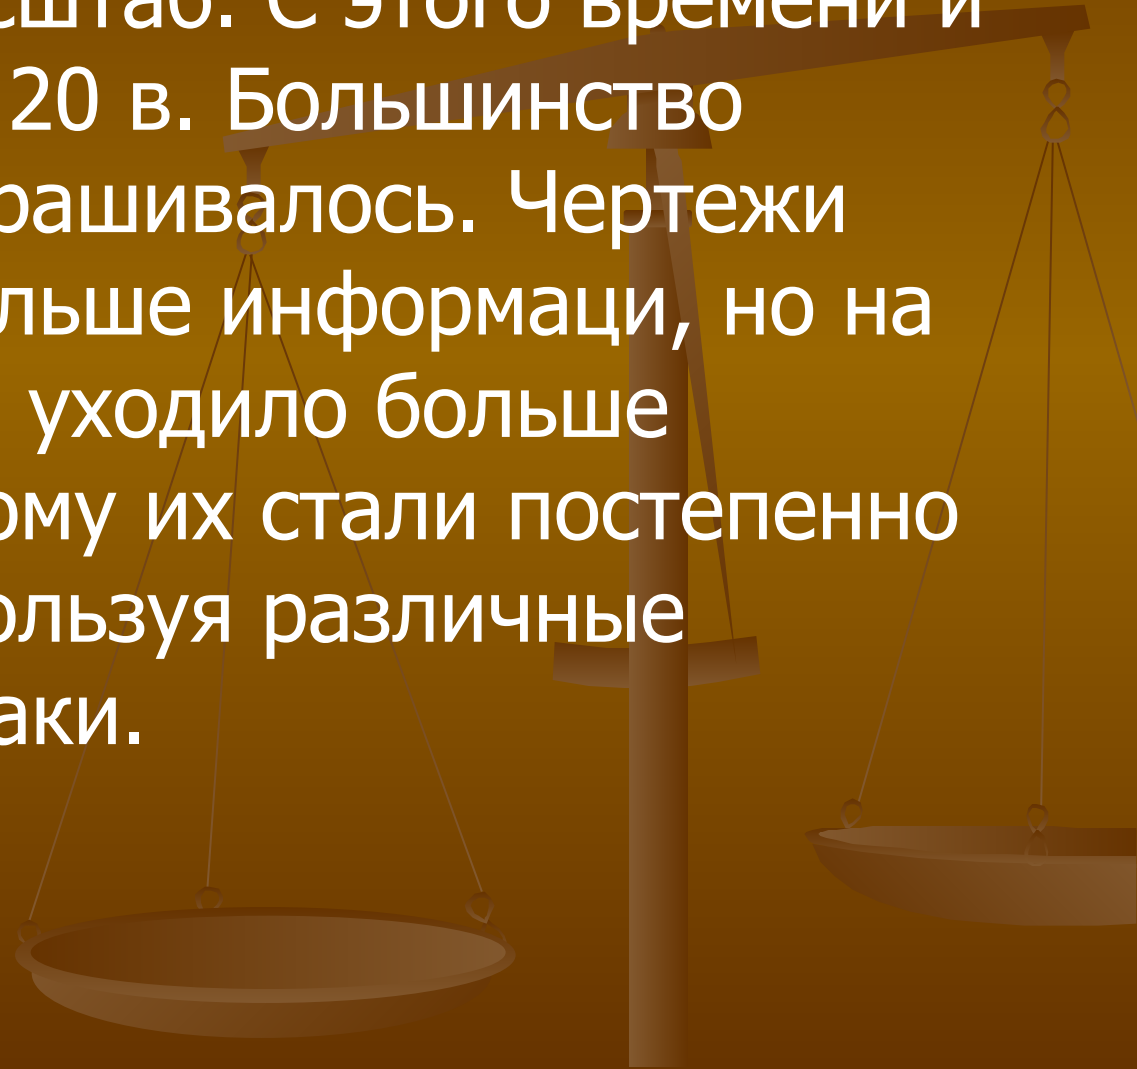 сштаб. С этого времени и
20 в. Большинство
рашивалось. Чертежи
льше информаци, но на
уходило больше
ому их стали постепенно
ользуя различные
аки.